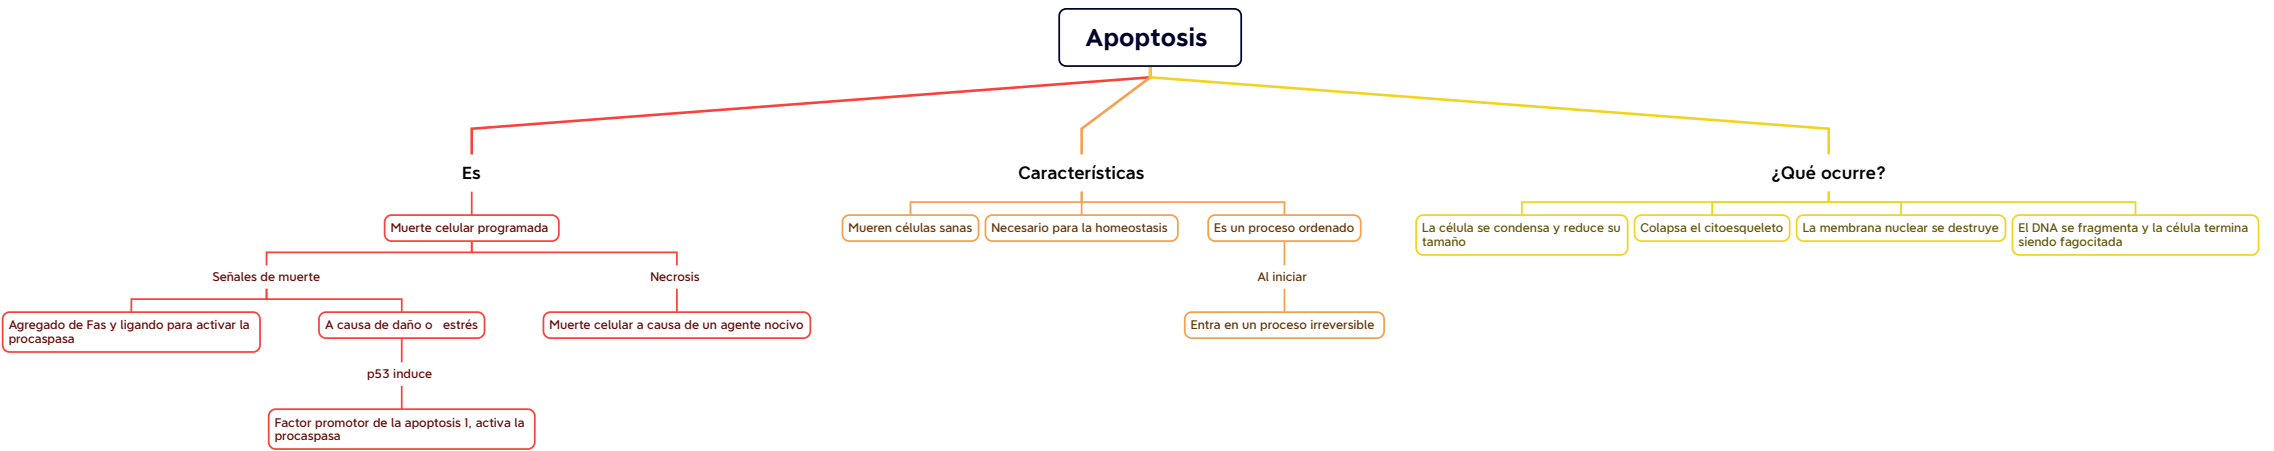 Apoptosis
Es
Características
¿Qué ocurre?
Muerte celular programada
Mueren células sanas
Necesario para la homeostasis
Es un proceso ordenado
La célula se condensa y reduce su
tamaño
Colapsa el citoesqueleto
La membrana nuclear se destruye
El DNA se fragmenta y la célula termina
siendo fagocitada
Señales de muerte
Necrosis
Al iniciar
Agregado de Fas y ligando para activar la
procaspasa
A causa de daño o estrés
Muerte celular a causa de un agente nocivo
Entra en un proceso irreversible
p53 induce
Factor promotor de la apoptosis 1, activa la
procaspasa